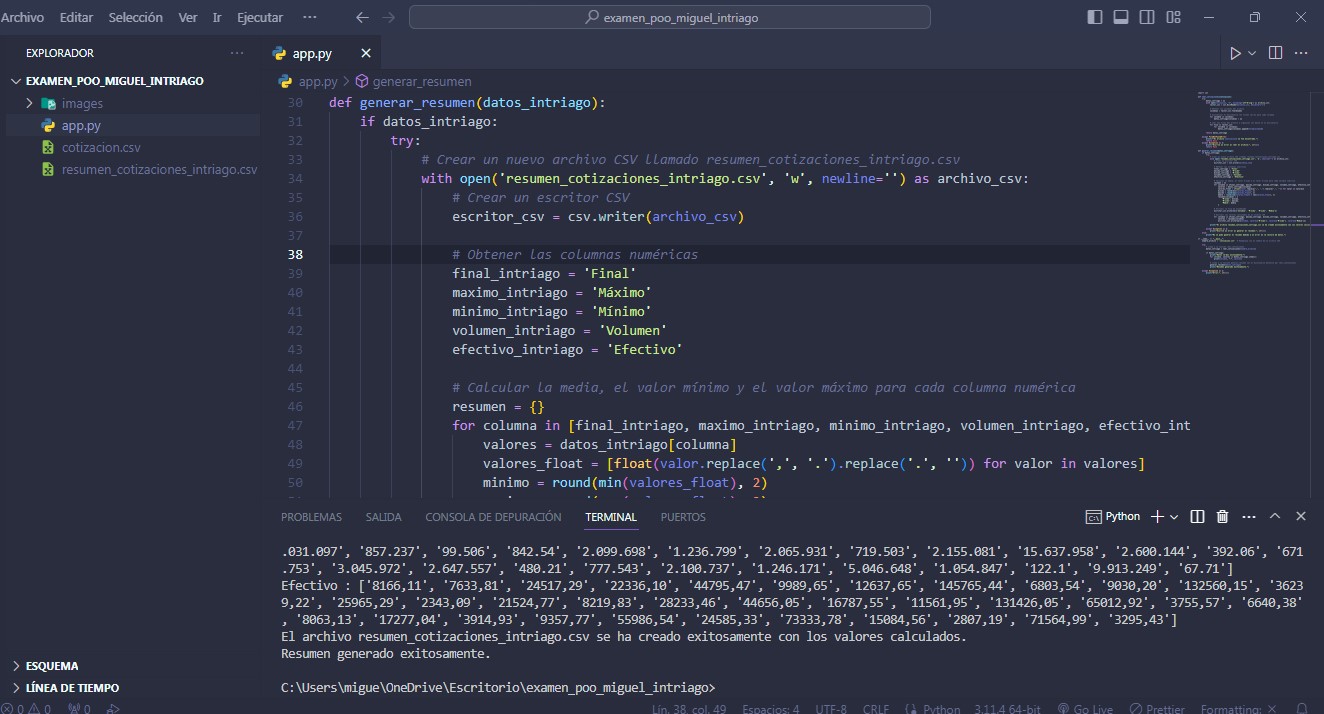 Archivo Editar Selección Ver Ir Ejecutar ···
examen_poo_miguel_intriago
EXPLORADOR
EXAMEN_POO_MIGUEL_INTRIAGO
images
app.py
cotizacion.csv
resumen_cotizaciones_intriago.csv
ESQUEMA
LÍNEA DE TIEMPO
app.py
app.py > generar_resumen
30 def generar_resumen(datos_intriago):
31 if datos_intriago:
32 try:
33 # Crear un nuevo archivo CSV llamado resumen_cotizaciones_intriago.csv
34 with open('resumen_cotizaciones_intriago.csv', 'w', newline='') as archivo_csv:
35 # Crear un escritor CSV
36 escritor_csv = csv.writer(archivo_csv)
37
38 # Obtener las columnas numéricas
39 final_intriago = 'Final'
40 maximo_intriago = 'Máximo'
41 minimo_intriago = 'Mínimo'
42 volumen_intriago = 'Volumen'
43 efectivo_intriago = 'Efectivo'
44
45 # Calcular la media, el valor mínimo y el valor máximo para cada columna numérica
46 resumen = {}
47 for columna in [final_intriago, maximo_intriago, minimo_intriago, volumen_intriago, efectivo_int
48 valores = datos_intriago[columna]
49 valores_float = [float(valor.replace(',', '.').replace('.', '')) for valor in valores]
50 minimo = round(min(valores_float), 2)
PROBLEMAS SALIDA CONSOLA DE DEPURACIÓN TERMINAL PUERTOS
Python
.031.097', '857.237', '99.506', '842.54', '2.099.698', '1.236.799', '2.065.931', '719.503', '2.155.081', '15.637.958', '2.600.144', '392.06', '671
.753', '3.045.972', '2.647.557', '480.21', '777.543', '2.100.737', '1.246.171', '5.046.648', '1.054.847', '122.1', '9.913.249', '67.71']
Efectivo : ['8166,11', '7633,81', '24517,29', '22336,10', '44795,47', '9989,65', '12637,65', '145765,44', '6803,54', '9030,20', '132560,15', '3623
9,22', '25965,29', '2343,09', '21524,77', '8219,83', '28233,46', '44656,05', '16787,55', '11561,95', '131426,05', '65012,92', '3755,57', '6640,38'
, '8063,13', '17277,04', '3914,93', '9357,77', '55986,54', '24585,33', '73333,78', '15084,56', '2807,19', '71564,99', '3295,43']
El archivo resumen_cotizaciones_intriago.csv se ha creado exitosamente con los valores calculados.
Resumen generado exitosamente.
C:\Users\migue\OneDrive\Escritorio\examen_poo_miguel_intriago>
0 0 0 Lín. 38, col. 49 Espacios: 4 UTF-8 CRLF Python 3.11.4 64-bit Go Live Prettier Formatting: ×